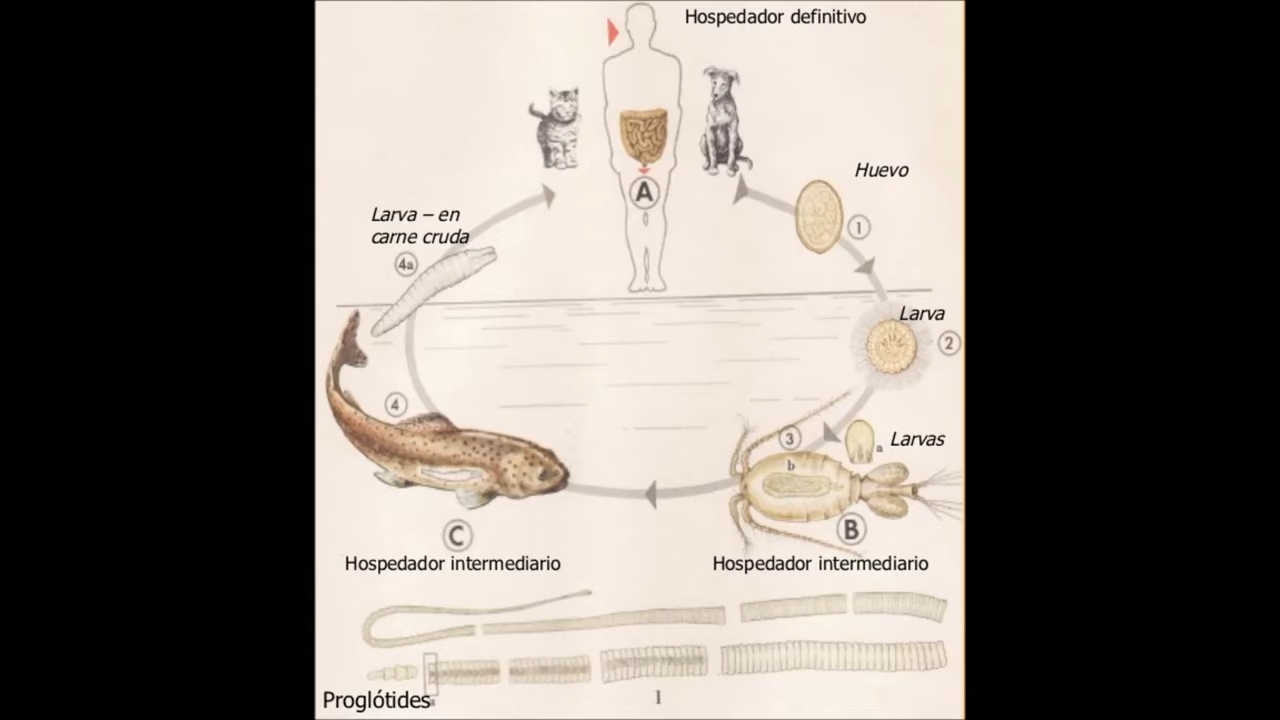 Hospedador definitivo
A
Huevo
1
Larva – en
carne cruda
4a
Larva
2
4
3
Larvas
a
b
B
C
Hospedador intermediario
Hospedador intermediario
Proglótides
1